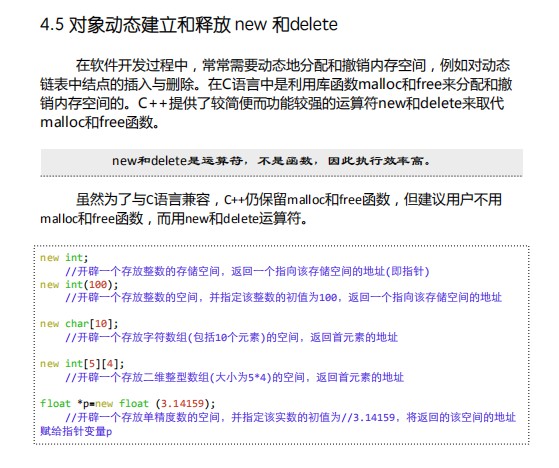 4.5 对象动态建立和释放 new 和delete
在软件开发过程中，常常需要动态地分配和撤销内存空间，例如对动态
链表中结点的插入与删除。在C语言中是利用库函数malloc和free来分配和撤
销内存空间的。C++提供了较简便而功能较强的运算符new和delete来取代
malloc和free函数。
new和delete是运算符，不是函数，因此执行效率高。
虽然为了与C语言兼容，C++仍保留malloc和free函数，但建议用户不用
malloc和free函数，而用new和delete运算符。
new int;
//开辟一个存放整数的存储空间，返回一个指向该存储空间的地址(即指针)
new int(100);
//开辟一个存放整数的空间，并指定该整数的初值为100，返回一个指向该存储空间的地址
new char[10];
//开辟一个存放字符数组(包括10个元素)的空间，返回首元素的地址
new int[5][4];
//开辟一个存放二维整型数组(大小为5*4)的空间，返回首元素的地址
float *p=new float (3.14159);
//开辟一个存放单精度数的空间，并指定该实数的初值为//3.14159，将返回的该空间的地址
赋给指针变量p